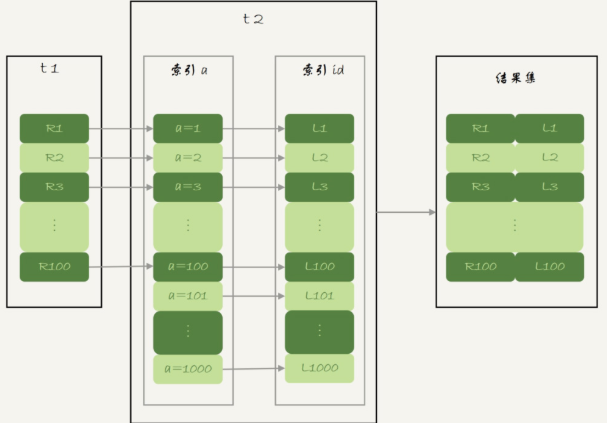 t2
t1
索引 a
索引 id
结果集
R1
a=1
L1
R1
L1
R2
a=2
L2
R2
L2
R3
a=3
L3
R3
L3
⋮
⋮
⋮
⋮
R100
a=100
L100
R100
L100
a=101
L101
⋮
⋮
a=1000
L1000